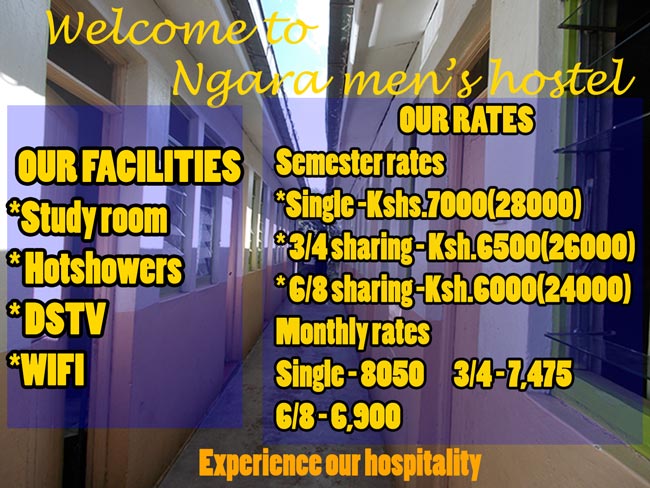 Welcome to
Ngara men's hostel
OUR FACILITIES
*Study room
* Hotshowers
* DSTV
*WIFI
OUR RATES
Semester rates
*Single -Kshs.7000(28000)
*3/4 sharing - Ksh.6500(26000)
* 6/8 sharing -Ksh.6000(24000)
Monthly rates
Single - 8050 3/4 -7,475
6/8 - 6,900
Experience our hospitality